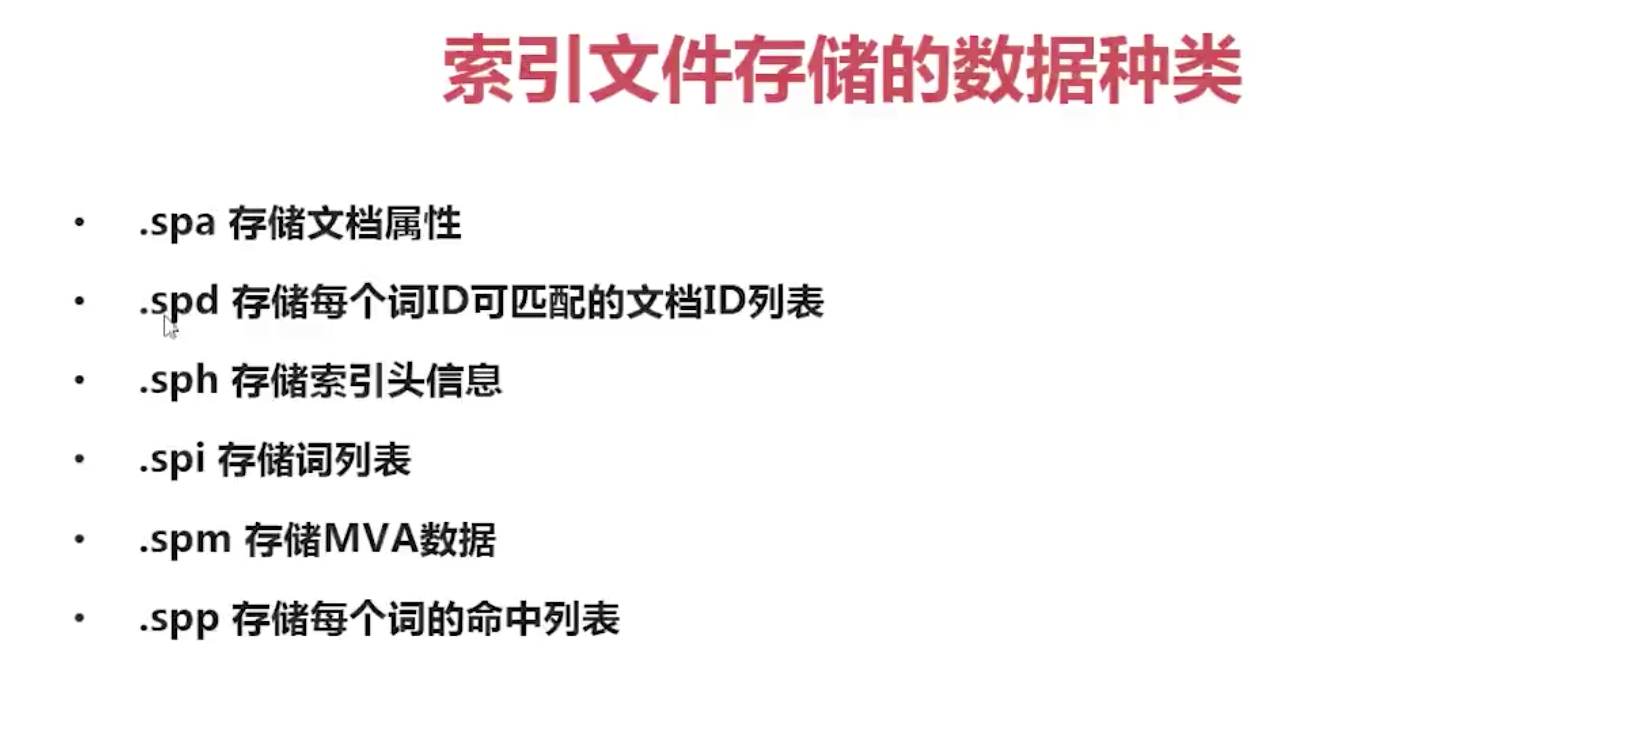 索引文件存储的数据种类
• .spa 存储文档属性
• .spd 存储每个词ID可匹配的文档ID列表
• .sph 存储索引头信息
• .spi 存储词列表
• .spm 存储MVA数据
• .spp 存储每个词的命中列表